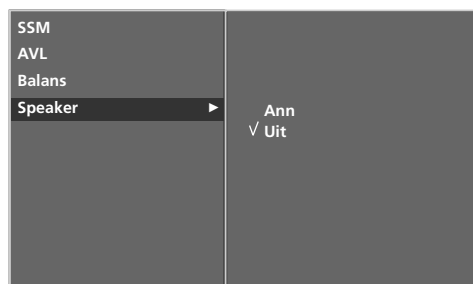 SSM
AVL
Balans
Speaker ►
Ann
√ Uit